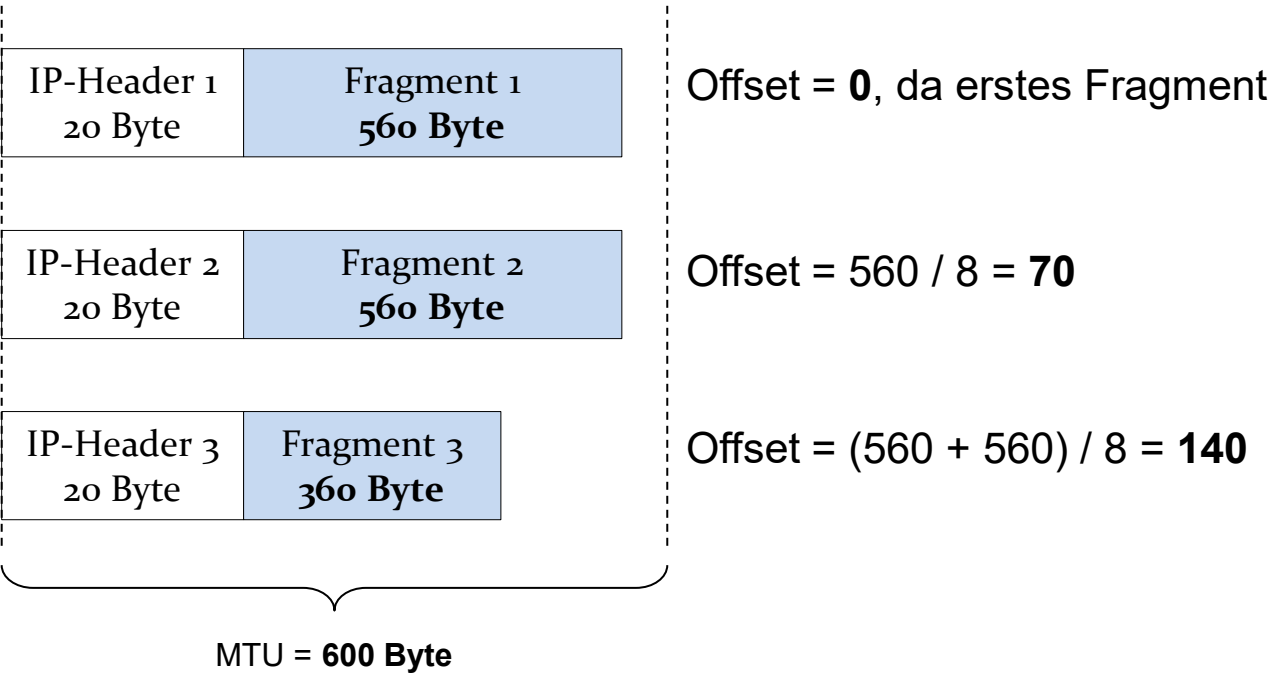 IP-Header 1
20 Byte
Fragment 1
560 Byte
Offset = 0, da erstes Fragment
IP-Header 2
20 Byte
Fragment 2
560 Byte
Offset = 560 / 8 = 70
IP-Header 3
20 Byte
Fragment 3
360 Byte
Offset = (560 + 560) / 8 = 140
MTU = 600 Byte